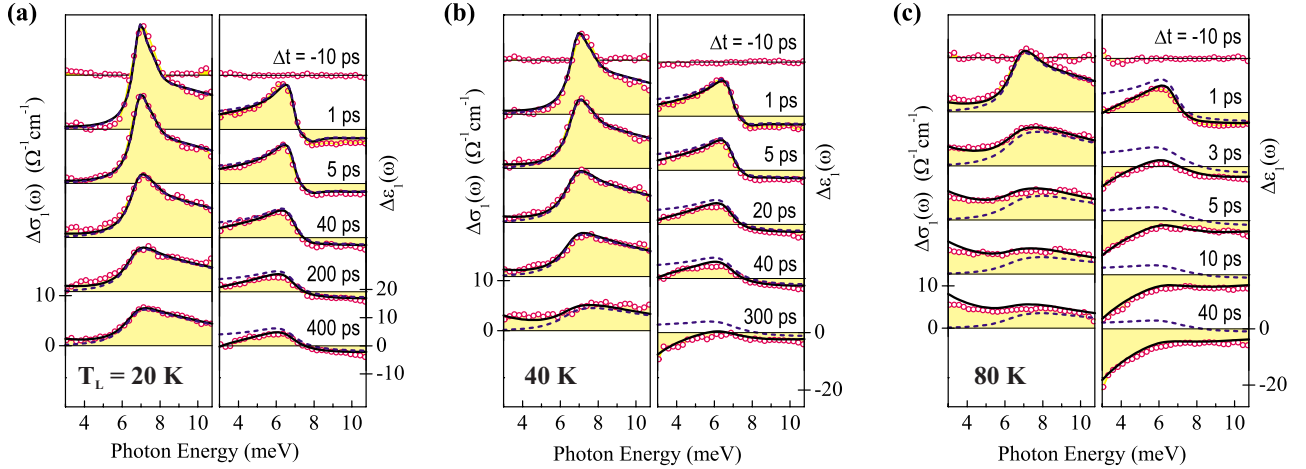 (a)
Δσ₁(ω) (Ω⁻¹cm⁻¹)
10
0
Δt = -10 ps
1 ps
5 ps
40 ps
200 ps
400 ps
Δε₁(ω)
20
10
0
-10
T_L = 20 K
4 6 8 10 4 6 8 10
Photon Energy (meV)
(b)
Δσ₁(ω) (Ω⁻¹cm⁻¹)
10
0
Δt = -10 ps
1 ps
5 ps
20 ps
40 ps
300 ps
Δε₁(ω)
0
-20
40 K
4 6 8 10 4 6 8 10
Photon Energy (meV)
(c)
Δσ₁(ω) (Ω⁻¹cm⁻¹)
10
0
Δt = -10 ps
1 ps
3 ps
5 ps
10 ps
40 ps
Δε₁(ω)
0
-20
80 K
4 6 8 10 4 6 8 10
Photon Energy (meV)